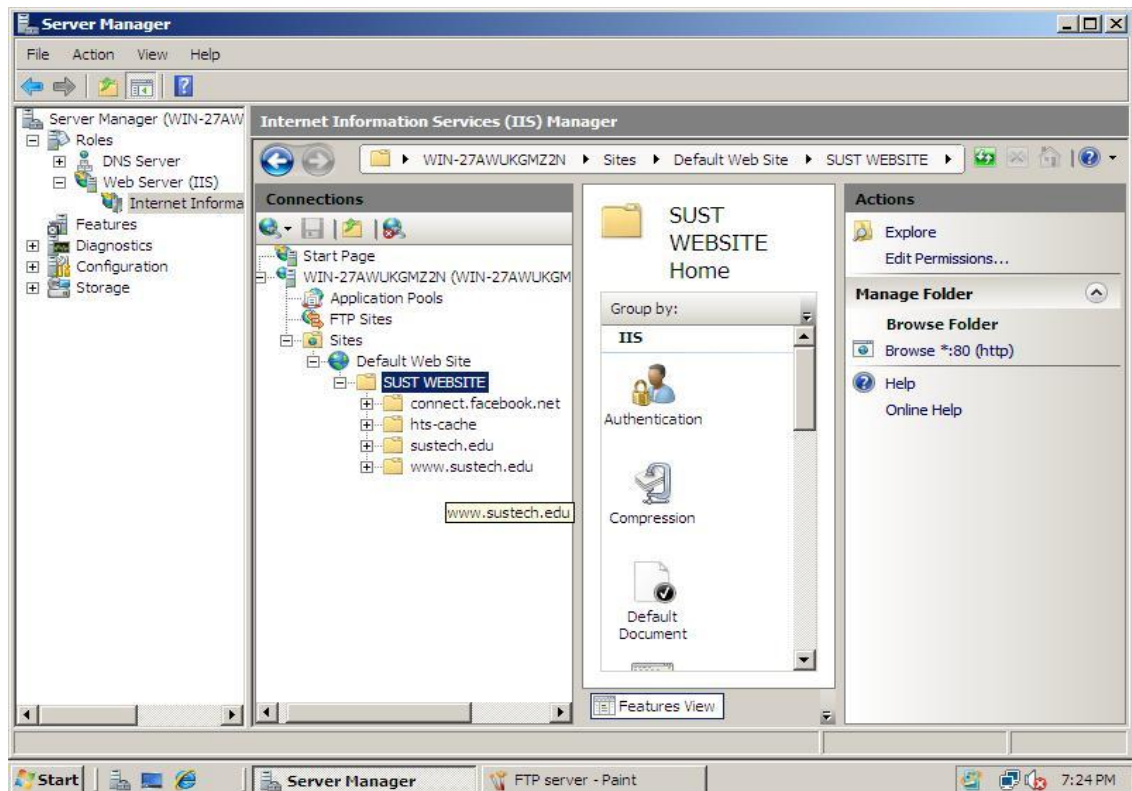 Server Manager
File Action View Help
Server Manager (WIN-27AW
Roles
DNS Server
Web Server (IIS)
Internet Informa
Features
Diagnostics
Configuration
Storage
Internet Information Services (IIS) Manager
WIN-27AWUKGMZ2N Sites Default Web Site SUST WEBSITE
Connections
Start Page
WIN-27AWUKGMZ2N (WIN-27AWUKGM
Application Pools
FTP Sites
Sites
Default Web Site
SUST WEBSITE
connect.facebook.net
hts-cache
sustech.edu
www.sustech.edu
www.sustech.edu
SUST
WEBSITE
Home
Group by:
IIS
Authentication
Compression
Default
Document
Features View
Actions
Explore
Edit Permissions...
Manage Folder
Browse Folder
Browse *:80 (http)
Help
Online Help
Start
Server Manager
FTP server - Paint
7:24 PM